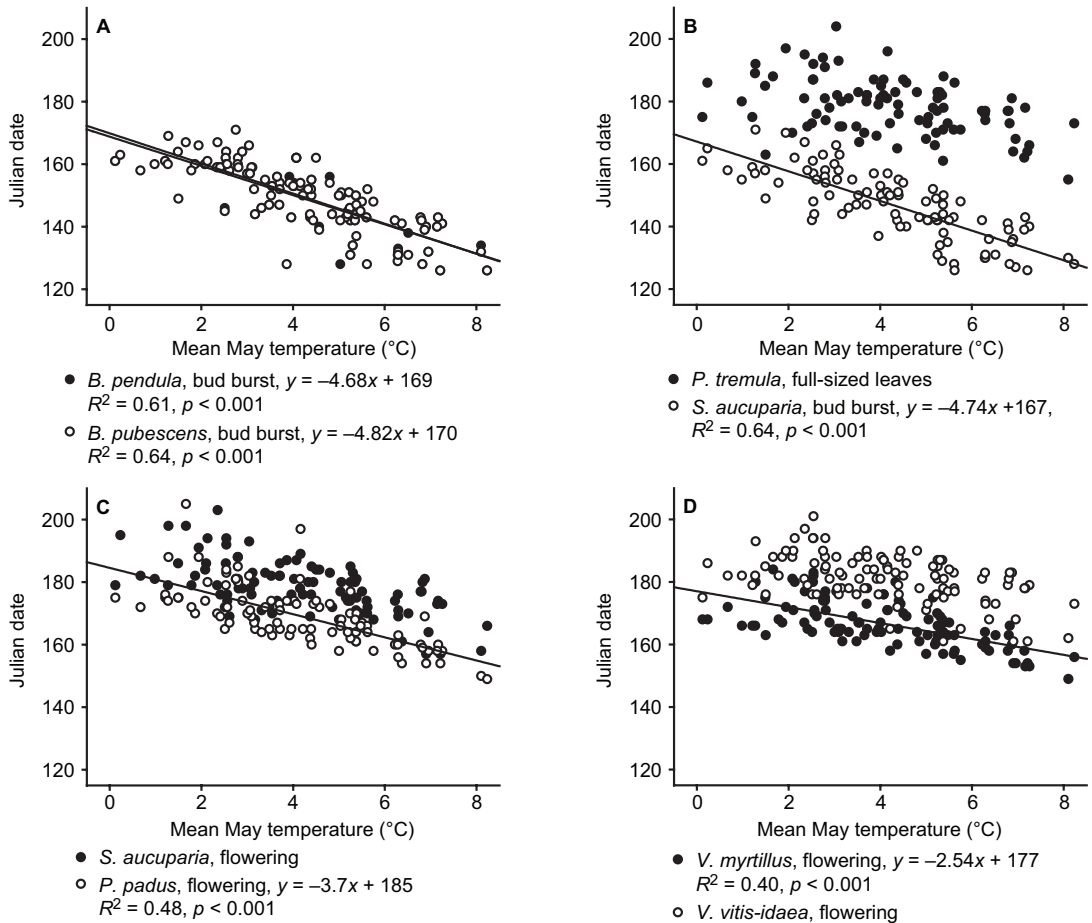 A
Julian date
200
180
160
140
120
0 2 4 6 8
Mean May temperature (°C)
B. pendula, bud burst, y = –4.68x + 169
R² = 0.61, p < 0.001
B. pubescens, bud burst, y = –4.82x + 170
R² = 0.64, p < 0.001
B
Julian date
200
180
160
140
120
0 2 4 6 8
Mean May temperature (°C)
P. tremula, full-sized leaves
S. aucuparia, bud burst, y = –4.74x +167,
R² = 0.64, p < 0.001
C
Julian date
200
180
160
140
120
0 2 4 6 8
Mean May temperature (°C)
S. aucuparia, flowering
P. padus, flowering, y = –3.7x + 185
R² = 0.48, p < 0.001
D
Julian date
200
180
160
140
120
0 2 4 6 8
Mean May temperature (°C)
V. myrtillus, flowering, y = –2.54x + 177
R² = 0.40, p < 0.001
V. vitis-idaea, flowering